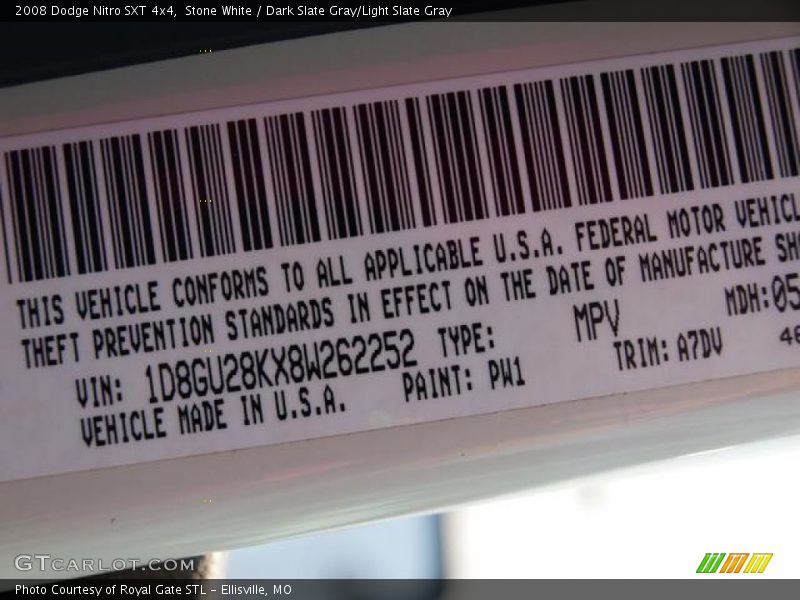 2008 Dodge Nitro SXT 4x4,  Stone White / Dark Slate Gray/Light Slate Gray
THIS VEHICLE CONFORMS TO ALL APPLICABLE U.S.A. FEDERAL MOTOR VEHICL
THEFT PREVENTION STANDARDS IN EFFECT ON THE DATE OF MANUFACTURE SHO
VIN: 1D8GU28KX8W262252 TYPE: MPV MDH:05
VEHICLE MADE IN U.S.A. PAINT: PW1 TRIM: A7DV 46
GTCARLOT.COM
Photo Courtesy of Royal Gate STL – Ellisville, MO